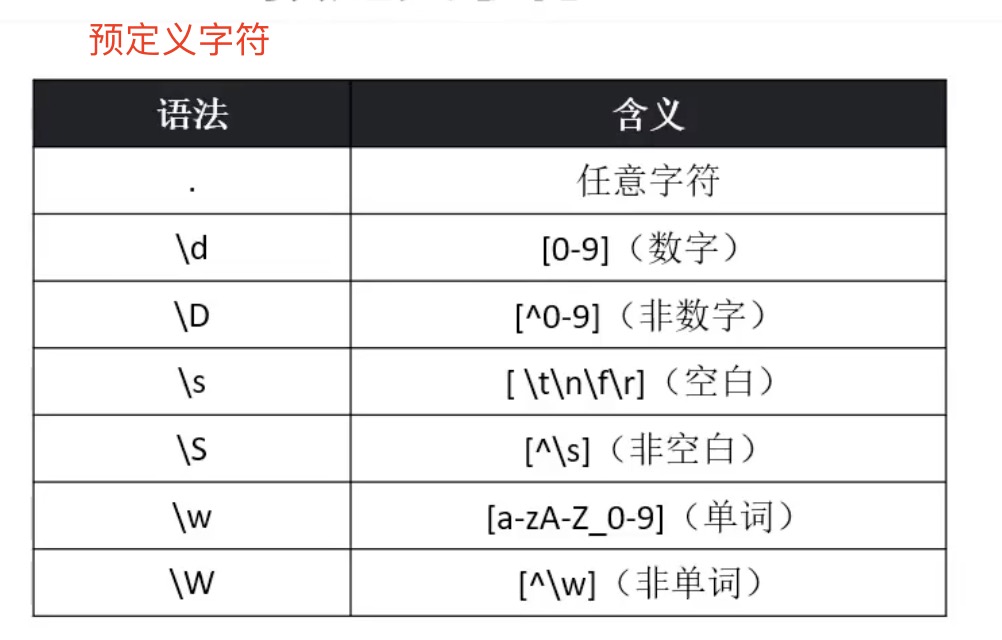 预定义字符
语法 含义
. 任意字符
\d [0-9]（数字）
\D [^0-9]（非数字）
\s [ \t\n\f\r]（空白）
\S [^\s]（非空白）
\w [a-zA-Z_0-9]（单词）
\W [^\w]（非单词）